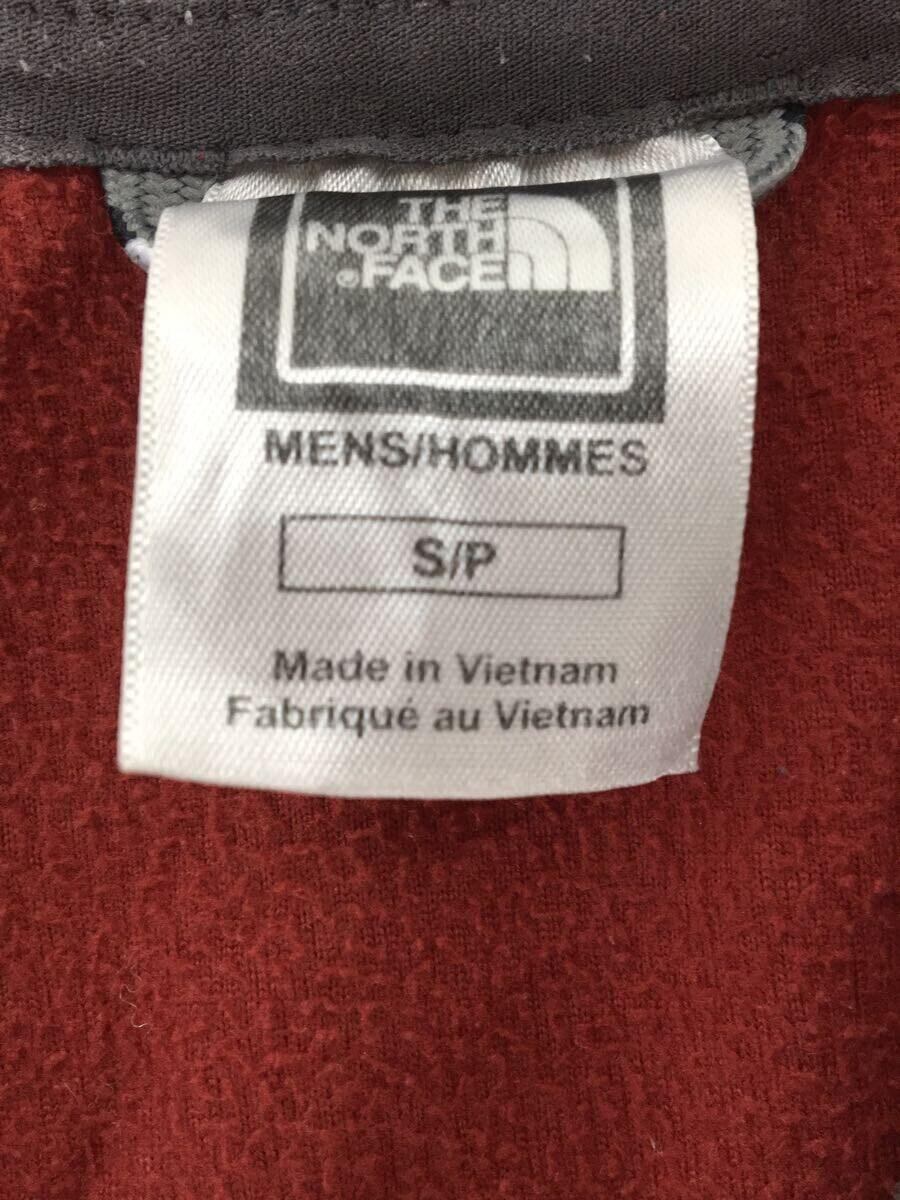 THE
NORTH
®FACE
MENS/HOMMES
S/P
Made in Vietnam
Fabriqué au Vietnam